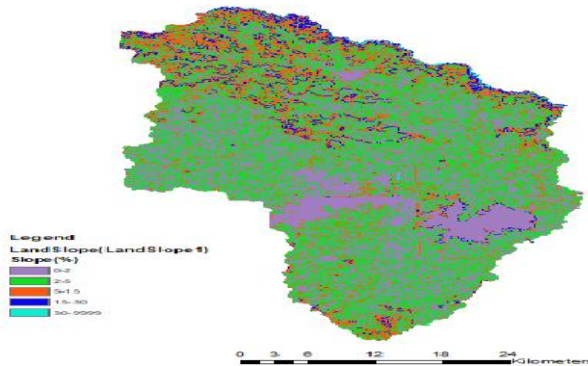 Legend
LandSlope(LandSlope1)
Slope(%)
0-2
2-5
5-15
15-30
30-9999
0 3 6 12 18 24
Kilometers